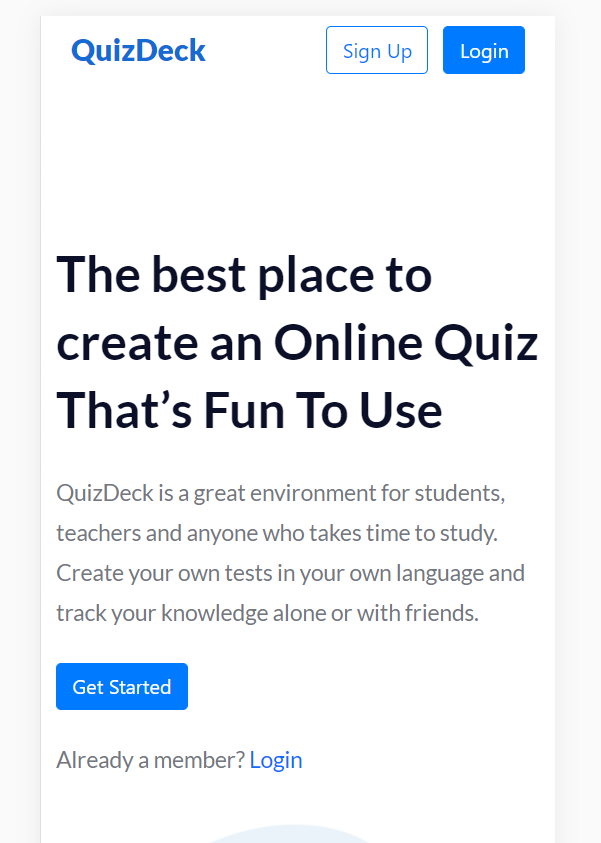 QuizDeck Sign Up Login
The best place to
create an Online Quiz
That’s Fun To Use
QuizDeck is a great environment for students,
teachers and anyone who takes time to study.
Create your own tests in your own language and
track your knowledge alone or with friends.
Get Started
Already a member? Login